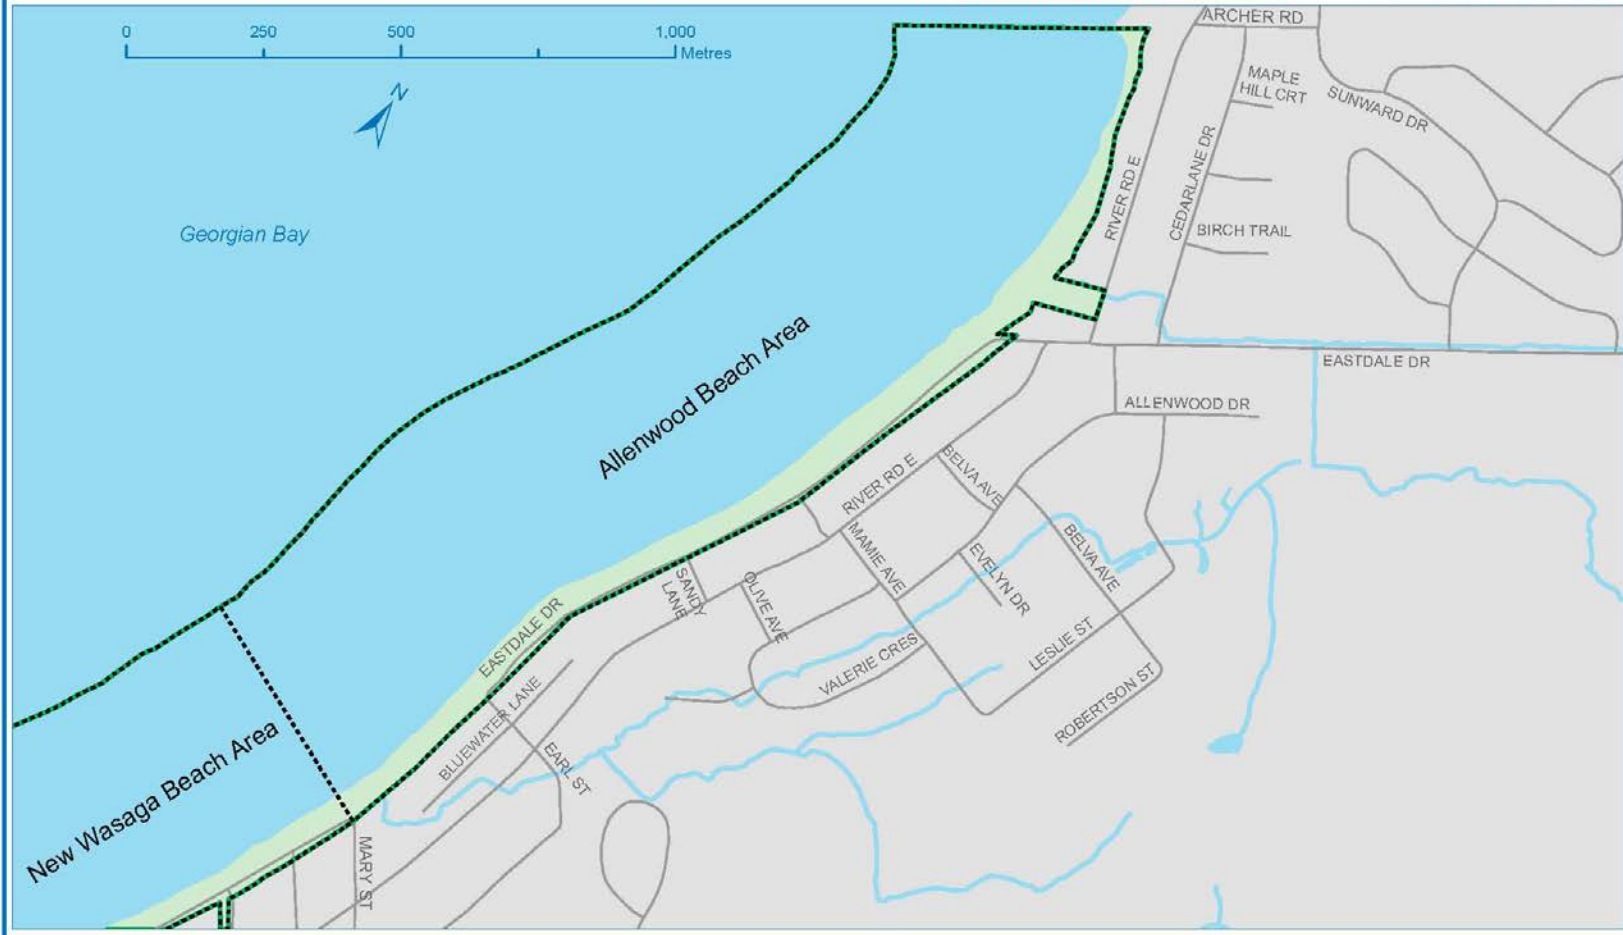 0 250 500 1,000
Metres
N
ARCHER RD
MAPLE
HILL CRT
SUNWARD DR
RIVER RD E
CEDARLANE DR
BIRCH TRAIL
Georgian Bay
Allenwood Beach Area
EASTDALE DR
ALLENWOOD DR
RIVER RD E
BELVA AVE
MAMIE AVE
EVELYN DR
BELVA AVE
SANDY
LANE
OLIVE AVE
EASTDALE DR
VALERIE CRES
LESLIE ST
ROBERTSON ST
BLUEWATER LANE
EARL ST
New Wasaga Beach Area
MARY ST